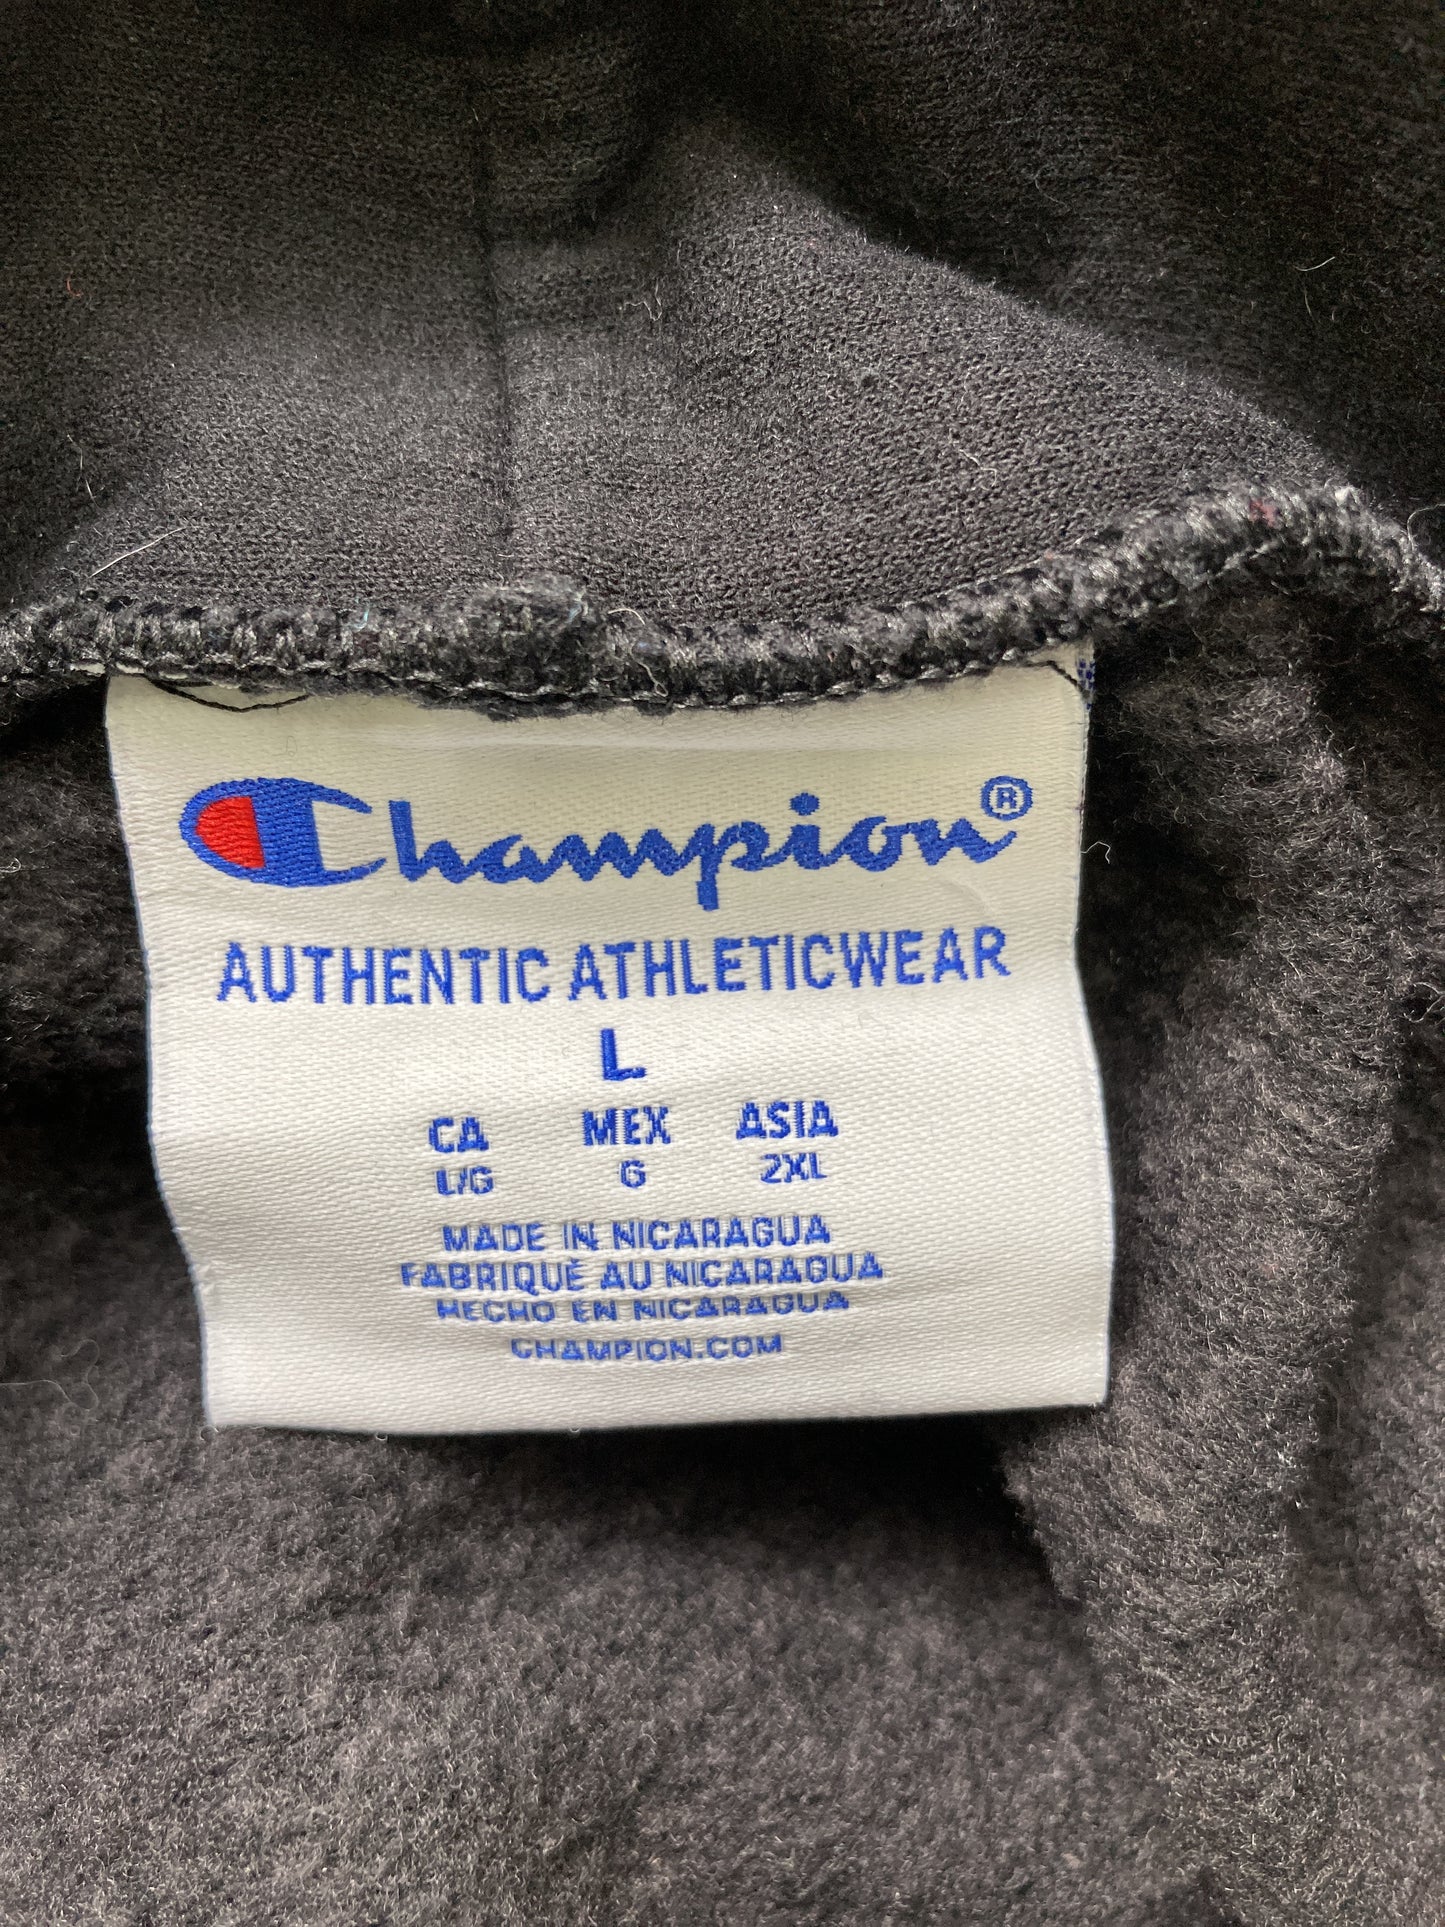 Champion®
AUTHENTIC ATHLETICWEAR
L
CA MEX ASIA
L/G G 2XL
MADE IN NICARAGUA
FABRIQUÉ AU NICARAGUA
HECHO EN NICARAGUA
CHAMPION.COM